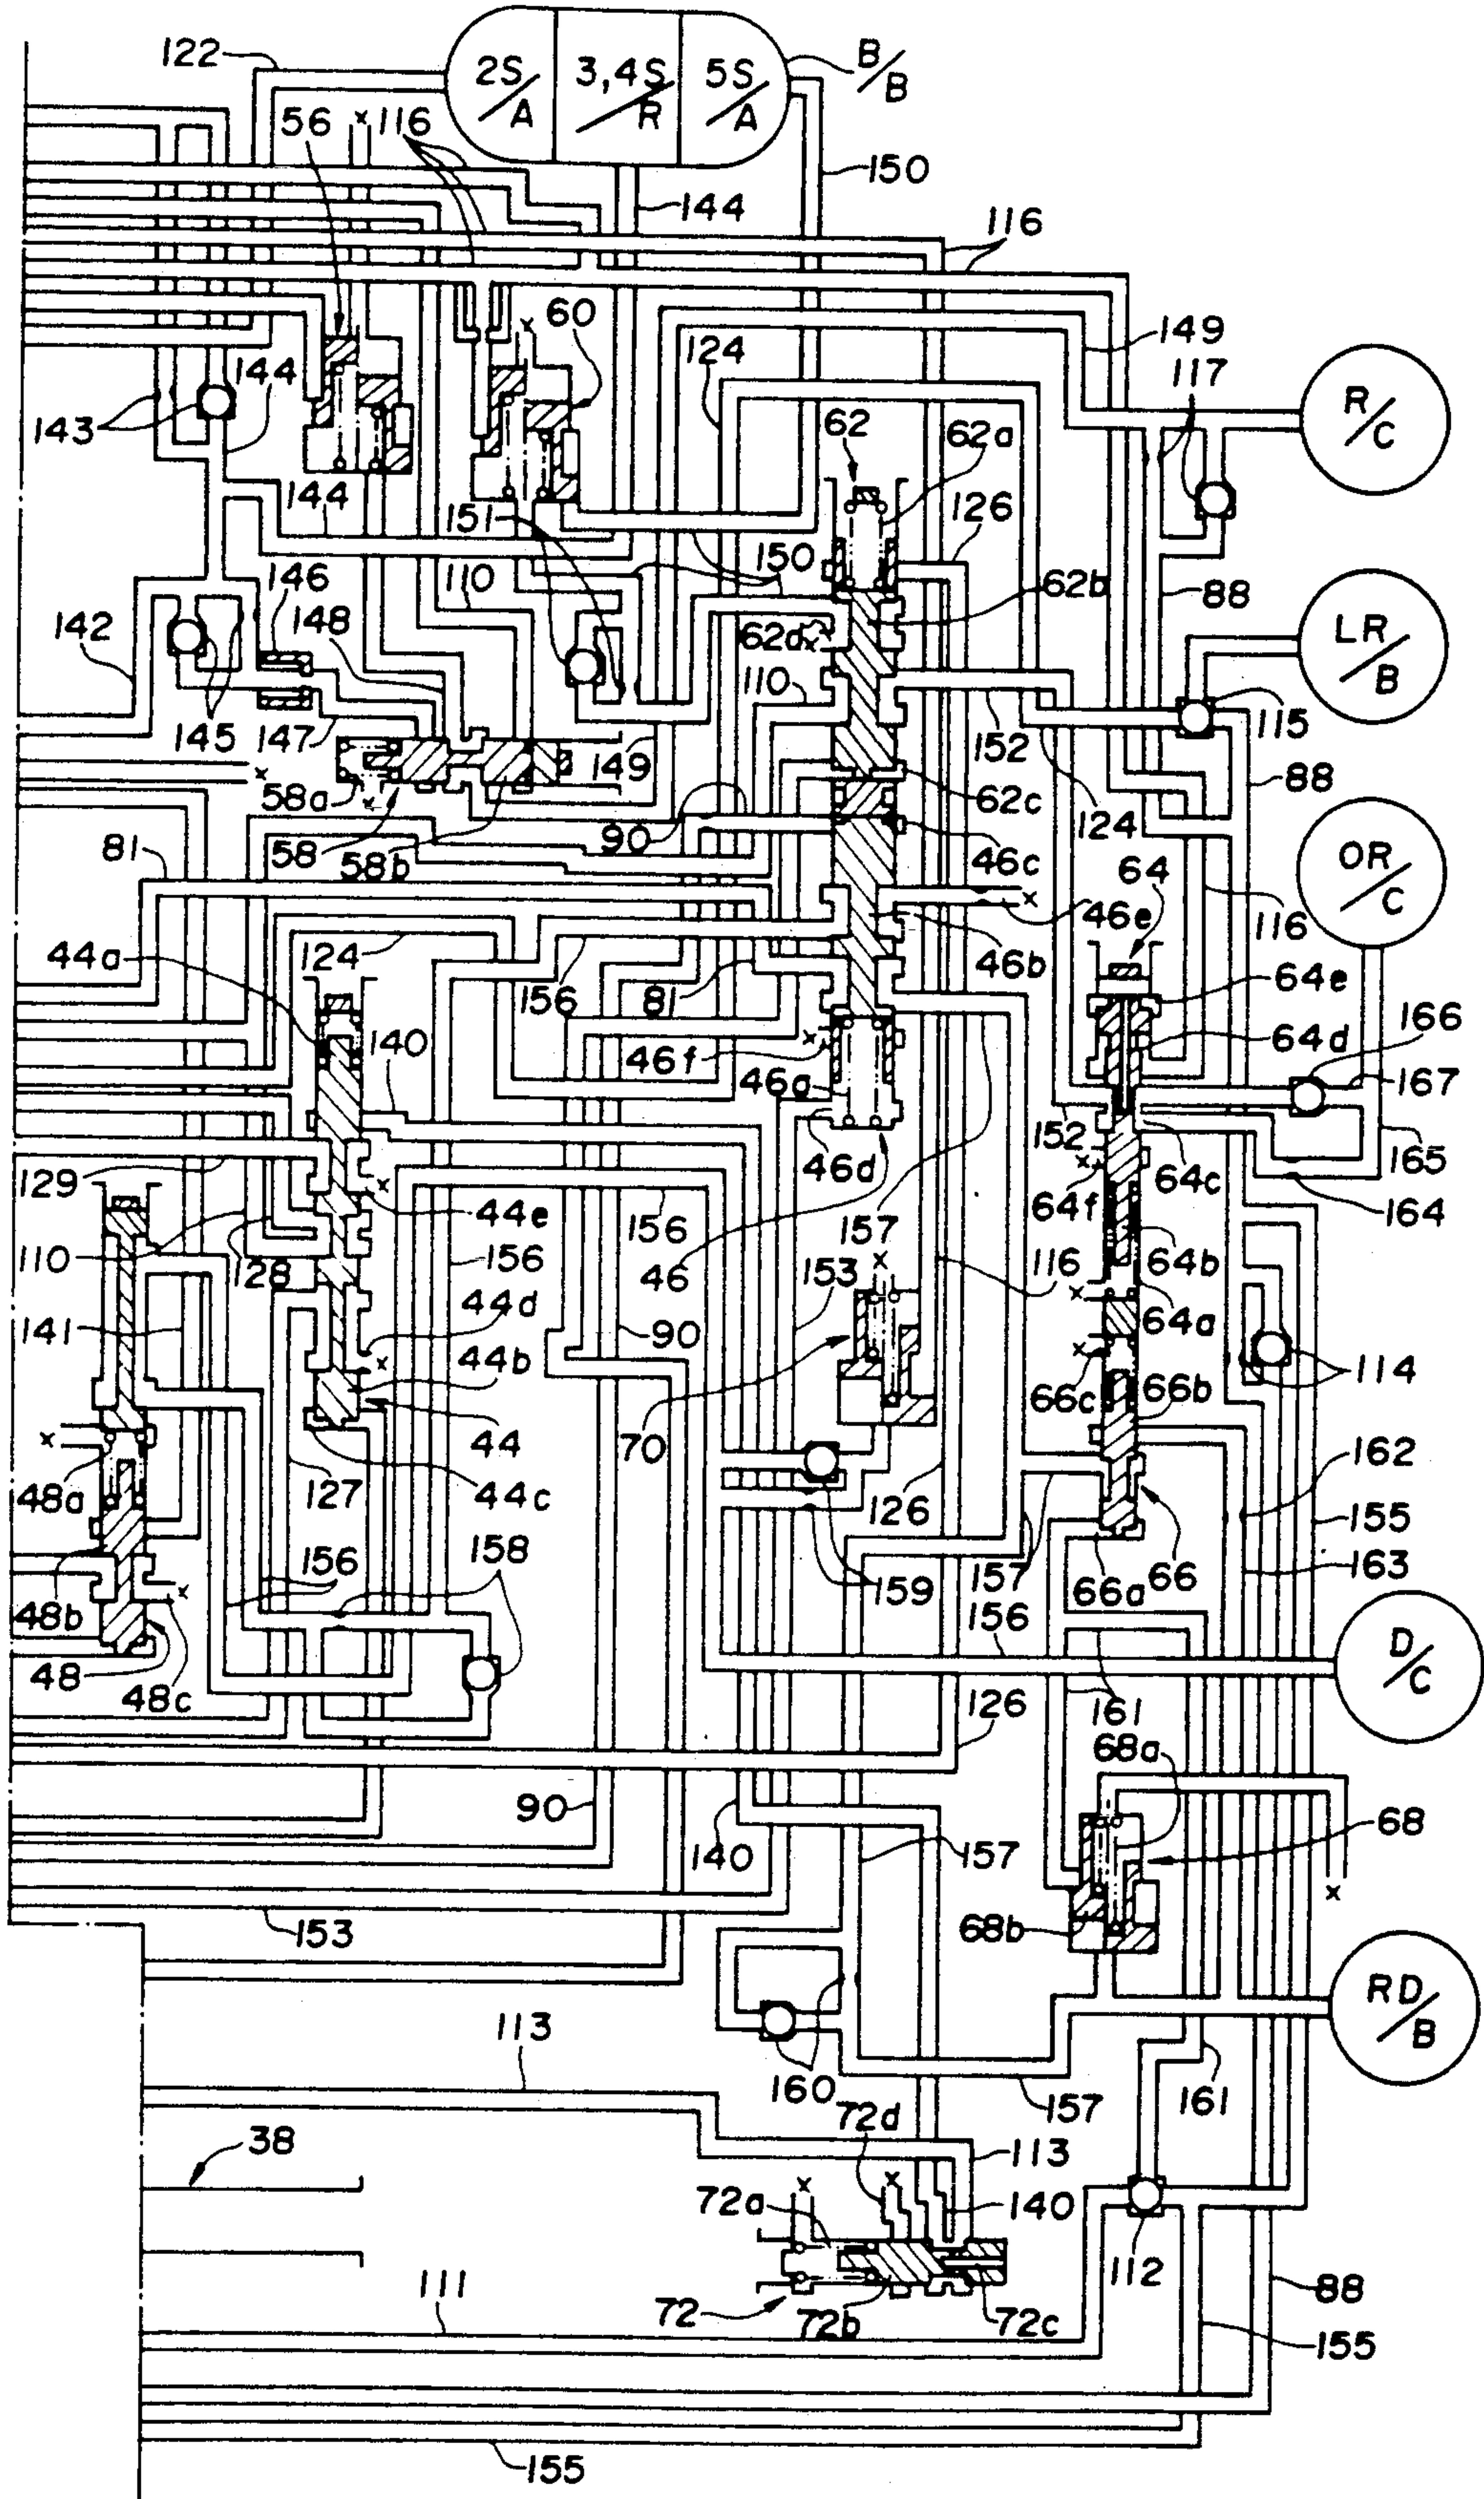 122
2S/A
3,4S/R
5S/A
B/B
56
x
116
150
144
116
60
x
149
124
117
R/C
144
143
62
62a
144
151
126
150
146
110
62b
88
LR/B
142
148
62d
x
110
145
147
149
152
115
x
58a
x
62c
88
58
58b
90
124
81
46c
64
OR/C
46e
x
116
44a
124
46b
64e
156
81
140
x
46f
64d
166
46a
167
152
x
46d
64c
165
129
x
44e
156
157
64f
164
110
128
156
46
153
x
116
64b
x
44d
141
90
64a
x
44b
x
114
66c
66b
x
44
70
162
48a
127
44c
126
155
156
158
x
159
157
66a
66
163
48b
156
D/C
48
48c
161
126
68a
90
140
157
68
x
153
68b
RD/B
113
160
157
161
72d
38
113
x
x
72a
140
112
111
88
72
72b
72c
155
155